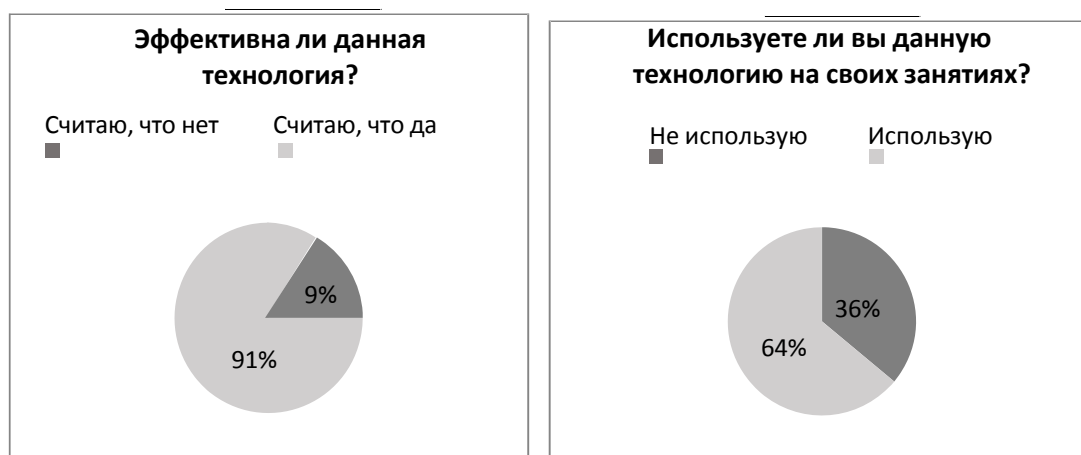 Эффективна ли данная
технология?
Считаю, что нет Считаю, что да
9%
91%
Используете ли вы данную
технологию на своих занятиях?
Не использую Использую
36%
64%